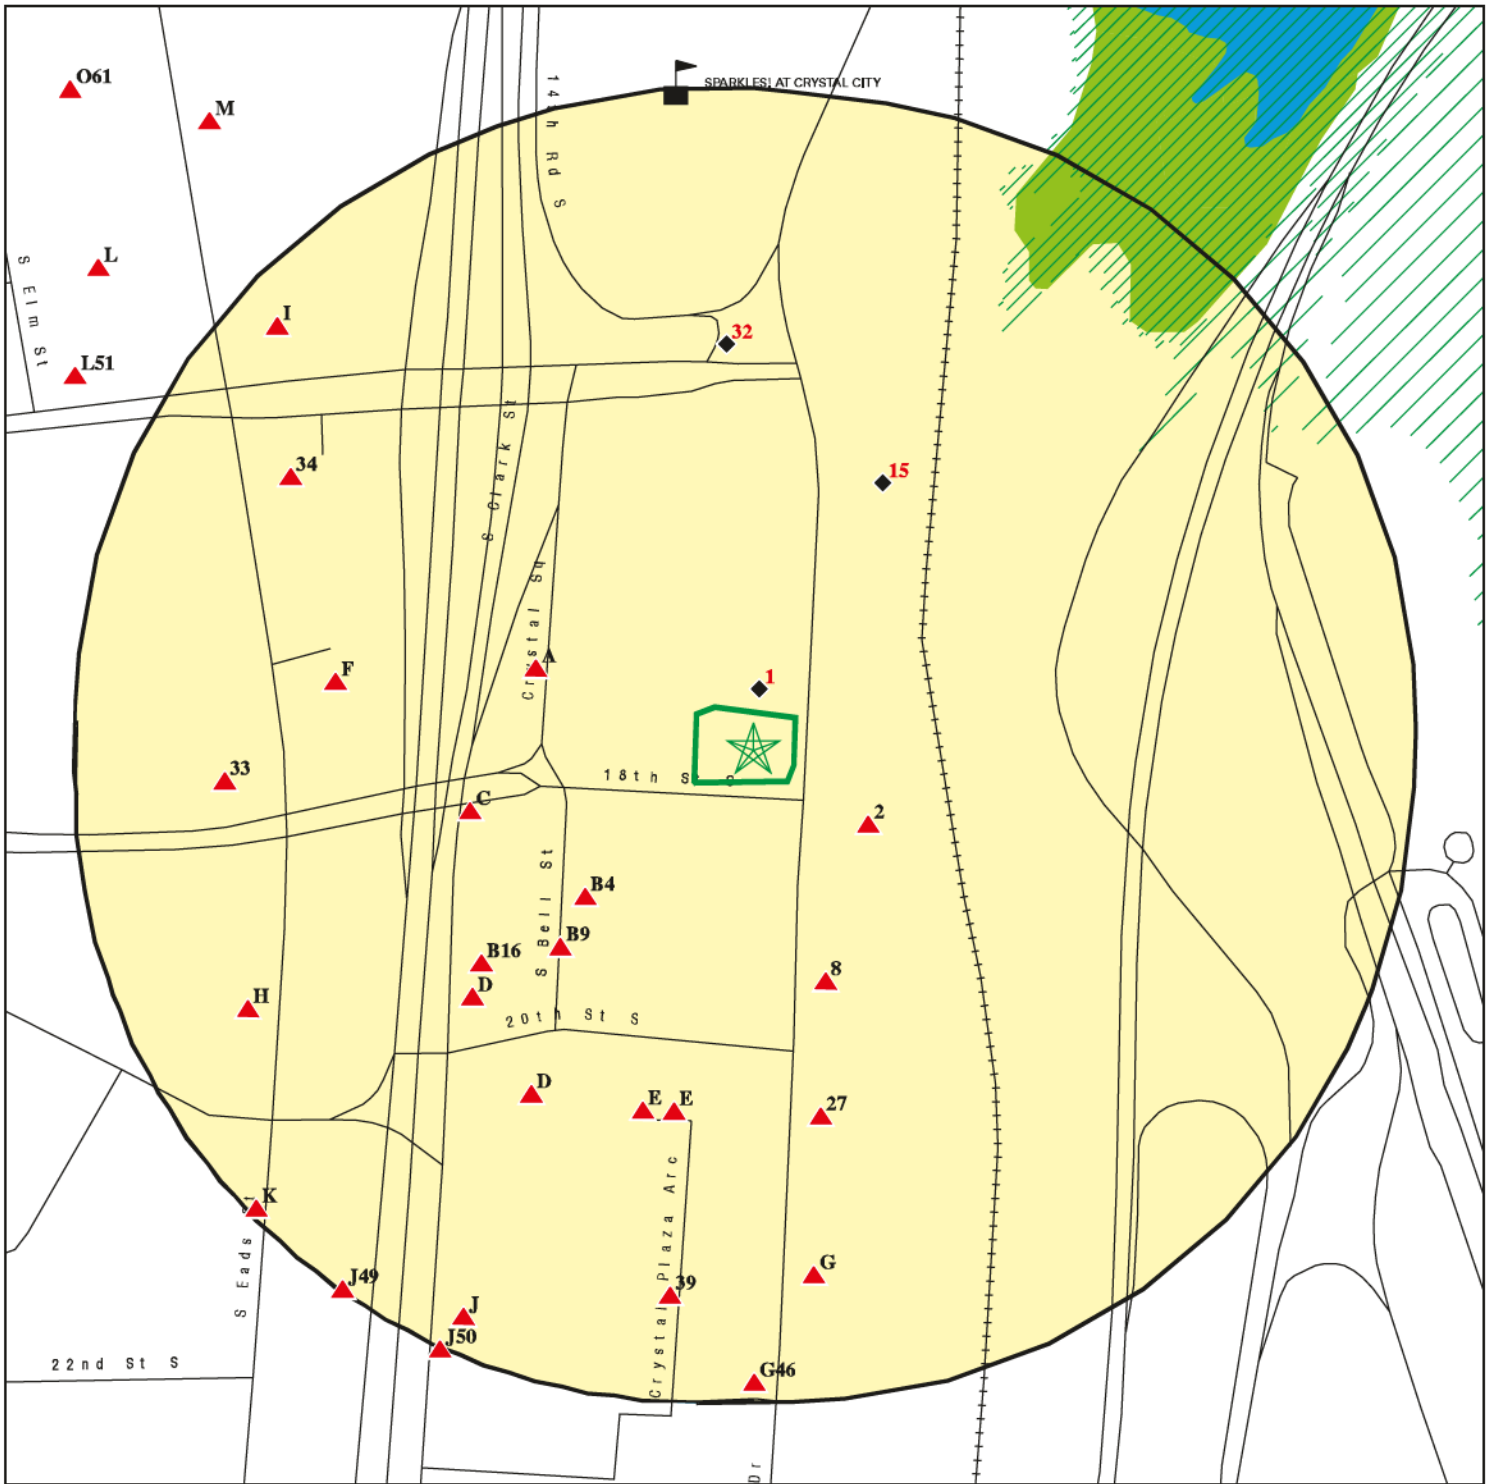 O61
M
SPARKLES! AT CRYSTAL CITY
14th Rd S
L
S Elm St
I
32
L51
S Clark St
34
15
Crystal Sq
A
F
1
33
18th St S
C
2
B4
S Bell St
B9
B16
D
8
H
20th St S
D
E
E
27
Crystal Plaza Arc
K
S Eads St
J49
G
39
J
J50
22nd St S
G46
Dr